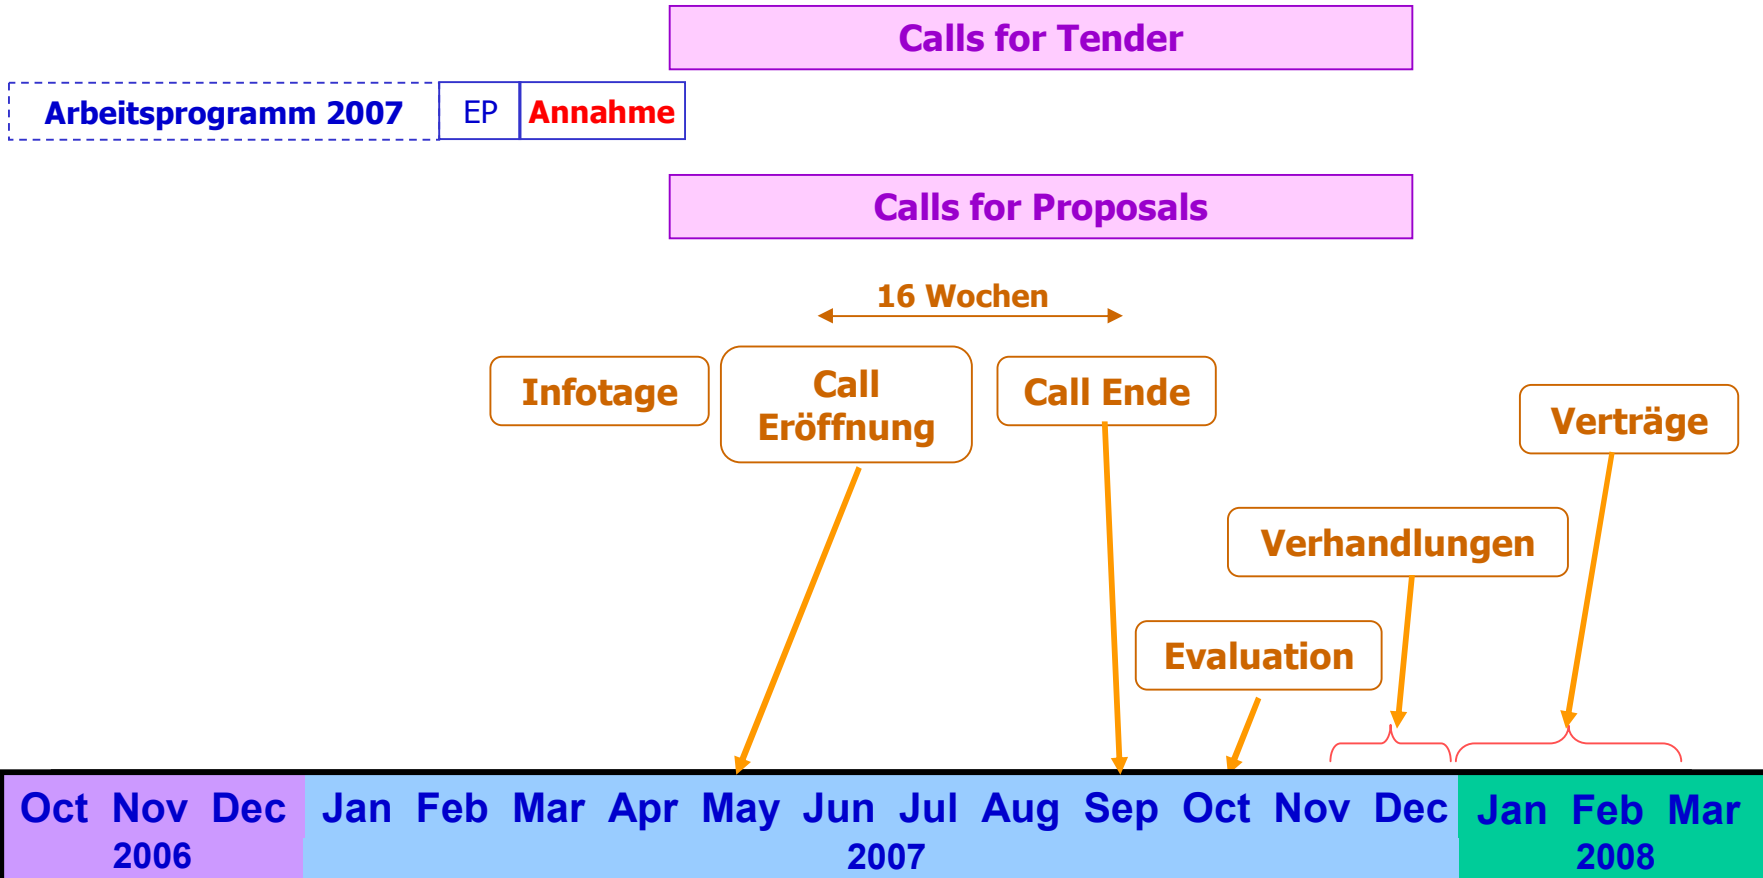 Calls for Tender
Arbeitsprogramm 2007 EP Annahme
Calls for Proposals
16 Wochen
Infotage
Call
Eröffnung
Call Ende
Verträge
Verhandlungen
Evaluation
Oct Nov Dec Jan Feb Mar Apr May Jun Jul Aug Sep Oct Nov Dec Jan Feb Mar
2006 2007 2008